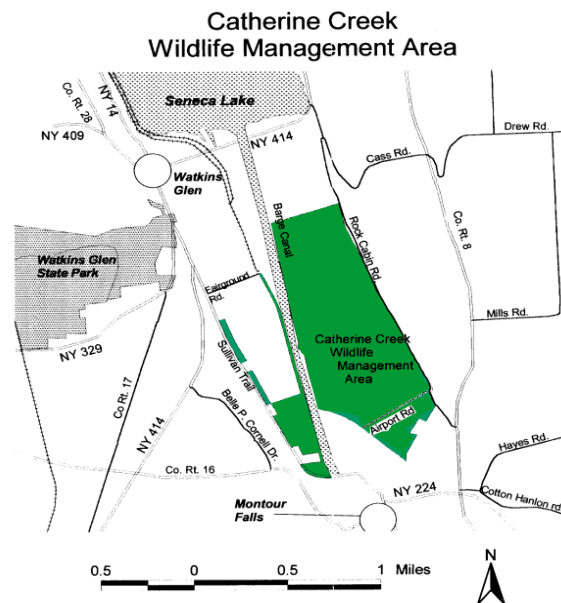 Catherine Creek
Wildlife Management Area
Seneca Lake
Co. Rt. 28
NY 14
NY 409
NY 414
Drew Rd.
Cass Rd.
Watkins
Glen
Barge Canal
Rock Cabin Rd.
Co. Rt. 8
Watkins Glen
State Park
Fairground
Rd.
Mills Rd.
Catherine Creek
Wildlife
Management
Area
NY 329
Sullivan Trail
Co Rt. 17
NY 414
Belle P. Cornell Dr.
Airport Rd
Hayes Rd.
Co. Rt. 16
NY 224
Cotton Hanlon rd
Montour
Falls
N
0.5 0 0.5 1 Miles